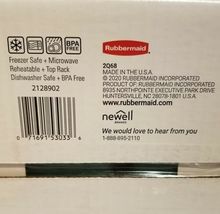 BPA
FREE
Rubbermaid
Freezer Safe • Microwave
Reheatable • Top Rack
Dishwasher Safe • BPA Free
2128902
2Q68
MADE IN THE U.S.A.
© 2020 RUBBERMAID INCORPORATED
PRODUCT OF: RUBBERMAID INCORPORATED
8935 NORTHPOINTE EXECUTIVE PARK DRIVE
HUNTERSVILLE, NC 28078-1801 U.S.A.
www.rubbermaid.com
newell
BRANDS
We would love to hear from you!
1-888-895-2110
0 71691 53033 6